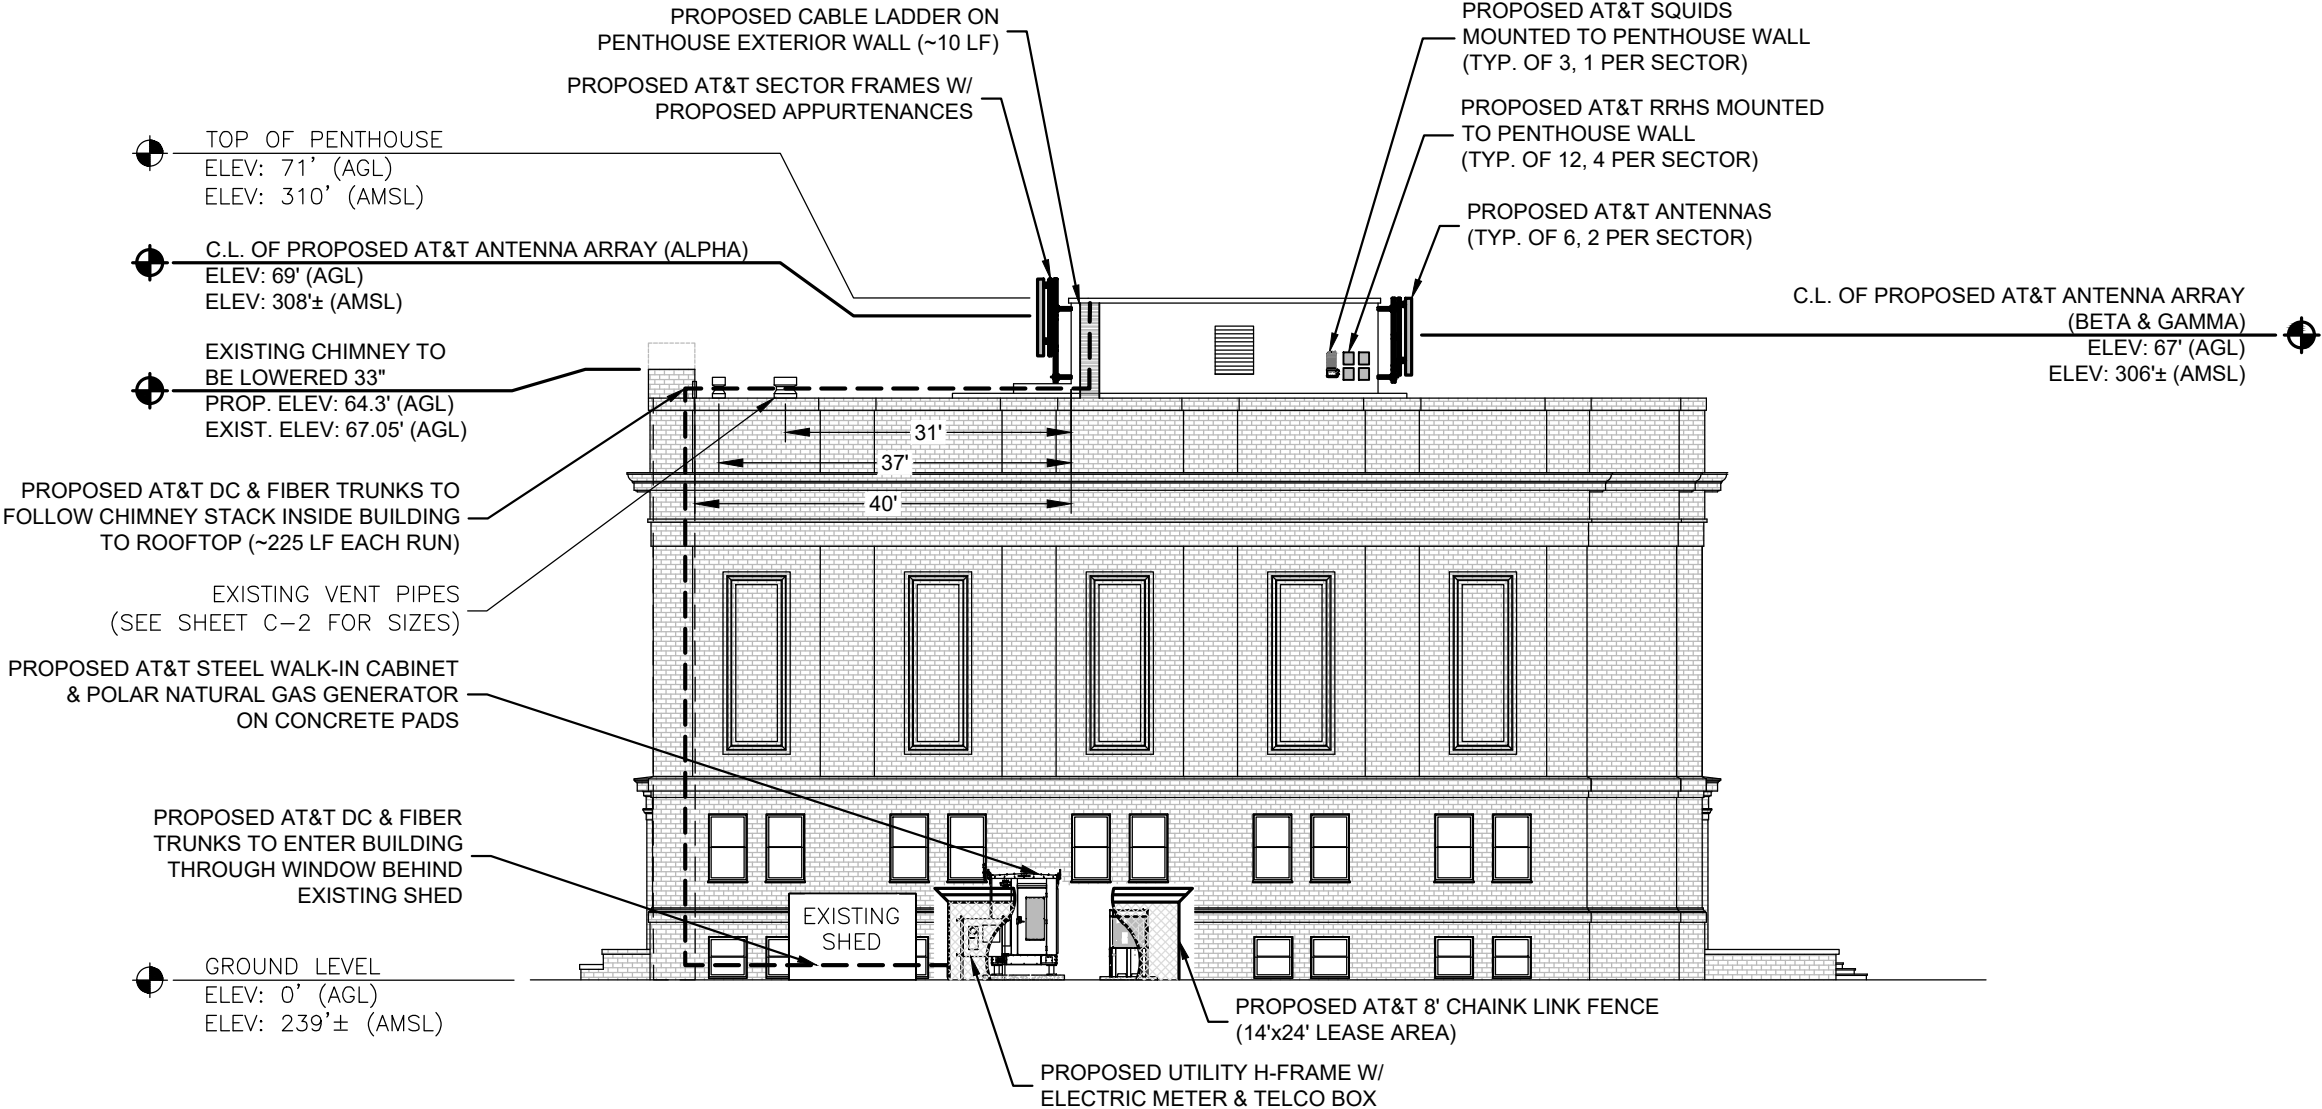 PROPOSED CABLE LADDER ON
PENTHOUSE EXTERIOR WALL (~10 LF)
PROPOSED AT&T SECTOR FRAMES W/
PROPOSED APPURTENANCES
PROPOSED AT&T SQUIDS
MOUNTED TO PENTHOUSE WALL
(TYP. OF 3, 1 PER SECTOR)
PROPOSED AT&T RRHS MOUNTED
TO PENTHOUSE WALL
(TYP. OF 12, 4 PER SECTOR)
PROPOSED AT&T ANTENNAS
(TYP. OF 6, 2 PER SECTOR)
TOP OF PENTHOUSE
ELEV: 71' (AGL)
ELEV: 310' (AMSL)
C.L. OF PROPOSED AT&T ANTENNA ARRAY (ALPHA)
ELEV: 69' (AGL)
ELEV: 308'± (AMSL)
C.L. OF PROPOSED AT&T ANTENNA ARRAY
(BETA & GAMMA)
ELEV: 67' (AGL)
ELEV: 306'± (AMSL)
EXISTING CHIMNEY TO
BE LOWERED 33"
PROP. ELEV: 64.3' (AGL)
EXIST. ELEV: 67.05' (AGL)
31'
37'
40'
PROPOSED AT&T DC & FIBER TRUNKS TO
FOLLOW CHIMNEY STACK INSIDE BUILDING
TO ROOFTOP (~225 LF EACH RUN)
EXISTING VENT PIPES
(SEE SHEET C-2 FOR SIZES)
PROPOSED AT&T STEEL WALK-IN CABINET
& POLAR NATURAL GAS GENERATOR
ON CONCRETE PADS
PROPOSED AT&T DC & FIBER
TRUNKS TO ENTER BUILDING
THROUGH WINDOW BEHIND
EXISTING SHED
EXISTING
SHED
GROUND LEVEL
ELEV: 0' (AGL)
ELEV: 239'± (AMSL)
PROPOSED AT&T 8' CHAINK LINK FENCE
(14'x24' LEASE AREA)
PROPOSED UTILITY H-FRAME W/
ELECTRIC METER & TELCO BOX